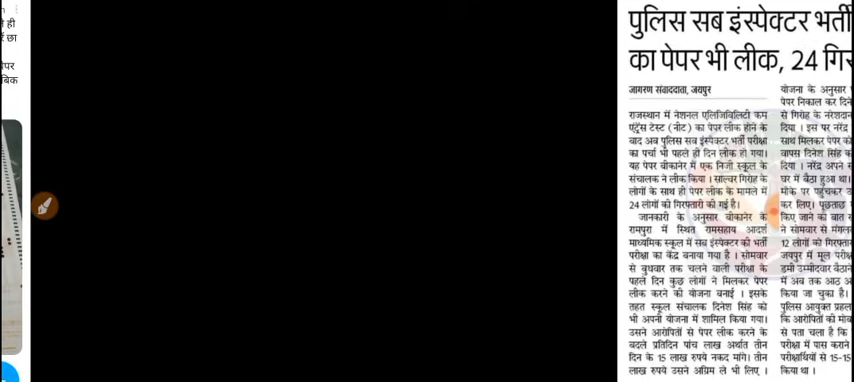 ने ही
र्रे छा
पेपर
बिक
पुलिस सब इंस्पेक्टर भर्ती
का पेपर भी लीक, 24 गिर
जागरण संवाददाता, जयपुर
राजस्थान में नेशनल एलिजिबिलिटी कम
एंट्रेंस टेस्ट (नीट) का पेपर लीक होने के
बाद अब पुलिस सब इंस्पेक्टर भर्ती परीक्षा
का पर्चा भी पहले ही दिन लीक हो गया।
यह पेपर बीकानेर में एक निजी स्कूल के
संचालक ने लीक किया। साल्वर गिरोह के
लोगों के साथ ही पेपर लीक के मामले में
24 लोगों की गिरफ्तारी की गई है।
जानकारी के अनुसार बीकानेर के
रामपुरा में स्थित रामसहाय आदर्श
माध्यमिक स्कूल में सब इंस्पेक्टर की भर्ती
परीक्षा का केंद्र बनाया गया है। सोमवार
से बुधवार तक चलने वाली परीक्षा के
पहले दिन कुछ लोगों ने मिलकर पेपर
लीक करने की योजना बनाई । इसके
तहत स्कूल संचालक दिनेश सिंह को
भी अपनी योजना में शामिल किया गया।
उसने आरोपितों से पेपर लीक करने के
बदले प्रतिदिन पांच लाख अर्थात तीन
दिन के 15 लाख रुपये नकद मांगे। तीन
लाख रुपये उसने अग्रिम ले भी लिए ।
योजना के अनुसार
पेपर निकाल कर दिने
से गिरोह के नरेशदान
दिया । इस पर नरेंद्र
साथ मिलकर पेपर को
वापस दिनेश सिंह क
दिया । नरेंद्र अपने स
घर में बैठा हुआ था।
मौके पर पहुंचकर उ
कर लिए। पूछताछ
किए जाने की बात स
ने सोमवार से मंगल
12 लोगों को गिरफ्तार
जयपुर में मूल परीक्ष
डमी उम्मीदवार बैठाने
में अब तक आठ अ
किया जा चुका है।
पुलिस आयुक्त प्रहल
कि आरोपितों की मोब
से पता चला है कि
परीक्षा में पास कराने
परीक्षार्थियों से 15-15
किया था ।